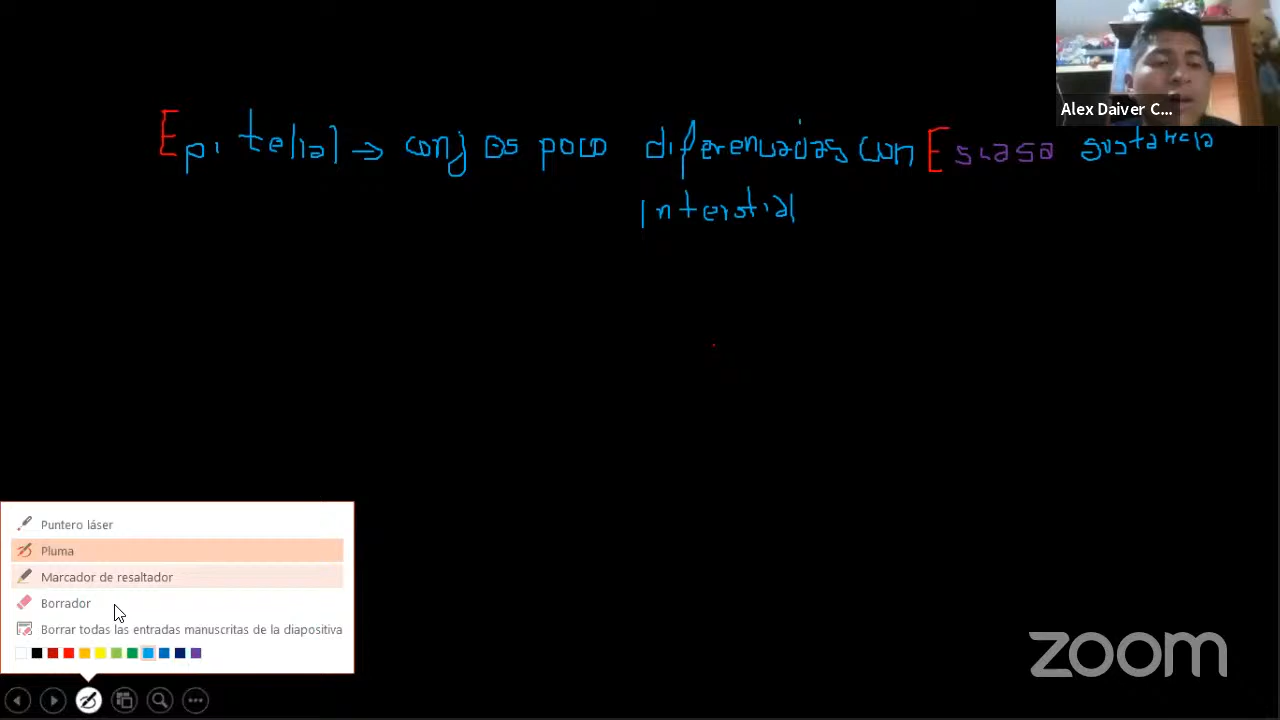 Alex Daiver C...
Epitelial → conj Os poco diferenciadas con Escasa sustancia
interstial
Puntero láser
Pluma
Marcador de resaltador
Borrador
Borrar todas las entradas manuscritas de la diapositiva
zoom